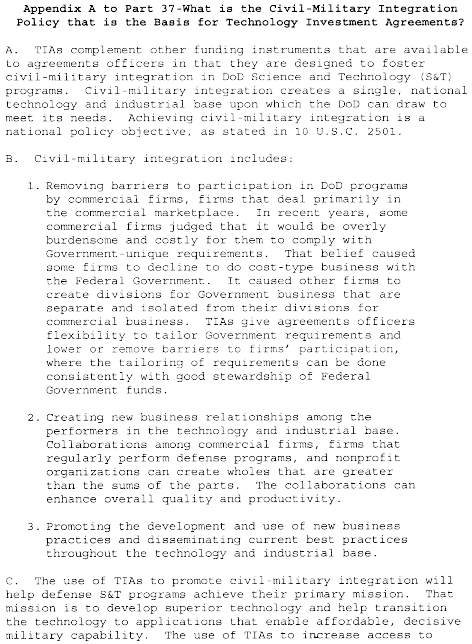 Appendix A to Part 37-What is the Civil-Military Integration
Policy that is the Basis for Technology Investment Agreements?
A. TIAs complement other funding instruments that are available
to agreements officers in that they are designed to foster
civil-military integration in DoD Science and Technology (S&T)
programs. Civil-military integration creates a single, national
technology and industrial base upon which the DoD can draw to
meet its needs. Achieving civil-military integration is a
national policy objective, as stated in 10 U.S.C. 2501.
B. Civil-military integration includes:
1. Removing barriers to participation in DoD programs
by commercial firms, firms that deal primarily in
the commercial marketplace. In recent years, some
commercial firms judged that it would be overly
burdensome and costly for them to comply with
Government-unique requirements. That belief caused
some firms to decline to do cost-type business with
the Federal Government. It caused other firms to
create divisions for Government business that are
separate and isolated from their divisions for
commercial business. TIAs give agreements officers
flexibility to tailor Government requirements and
lower or remove barriers to firms' participation,
where the tailoring of requirements can be done
consistently with good stewardship of Federal
Government funds.
2. Creating new business relationships among the
performers in the technology and industrial base.
Collaborations among commercial firms, firms that
regularly perform defense programs, and nonprofit
organizations can create wholes that are greater
than the sums of the parts. The collaborations can
enhance overall quality and productivity.
3. Promoting the development and use of new business
practices and disseminating current best practices
throughout the technology and industrial base.
C. The use of TIAs to promote civil-military integration will
help defense S&T programs achieve their primary mission. That
mission is to develop superior technology and help transition
the technology to applications that enable affordable, decisive
military capability. The use of TIAs to increase access to